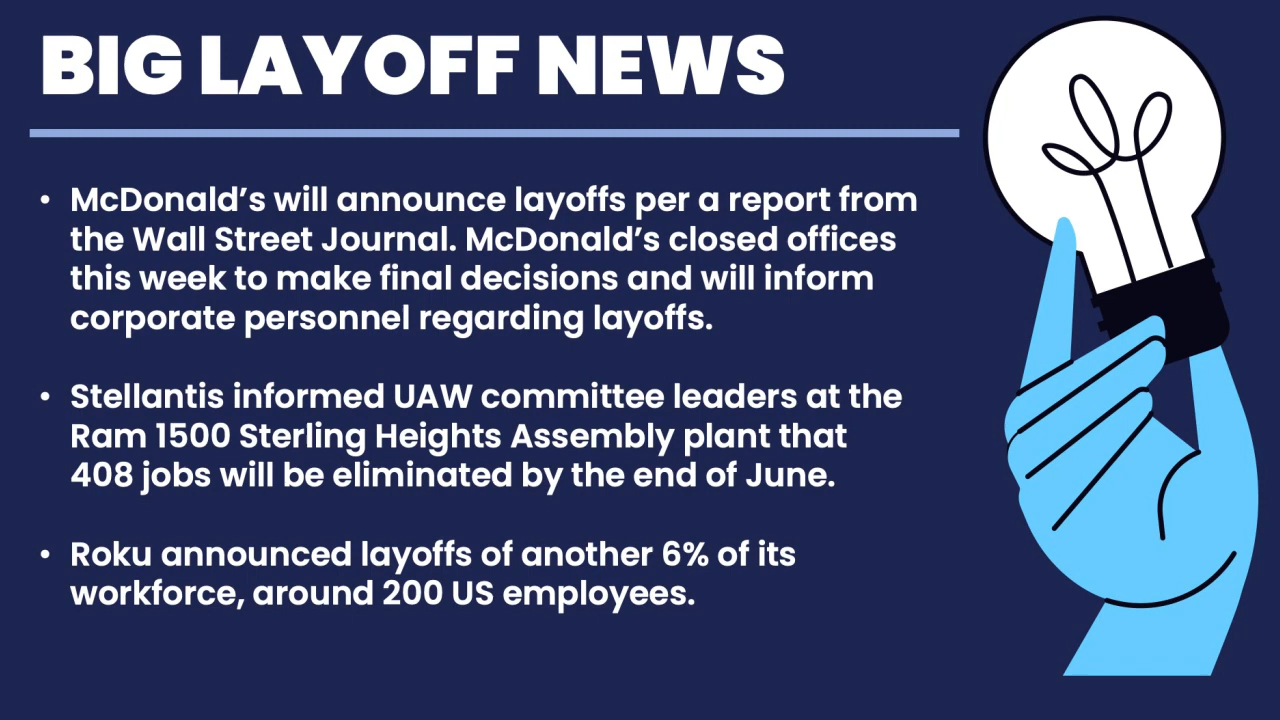 BIG LAYOFF NEWS
• McDonald’s will announce layoffs per a report from
the Wall Street Journal. McDonald’s closed offices
this week to make final decisions and will inform
corporate personnel regarding layoffs.
• Stellantis informed UAW committee leaders at the
Ram 1500 Sterling Heights Assembly plant that
408 jobs will be eliminated by the end of June.
• Roku announced layoffs of another 6% of its
workforce, around 200 US employees.